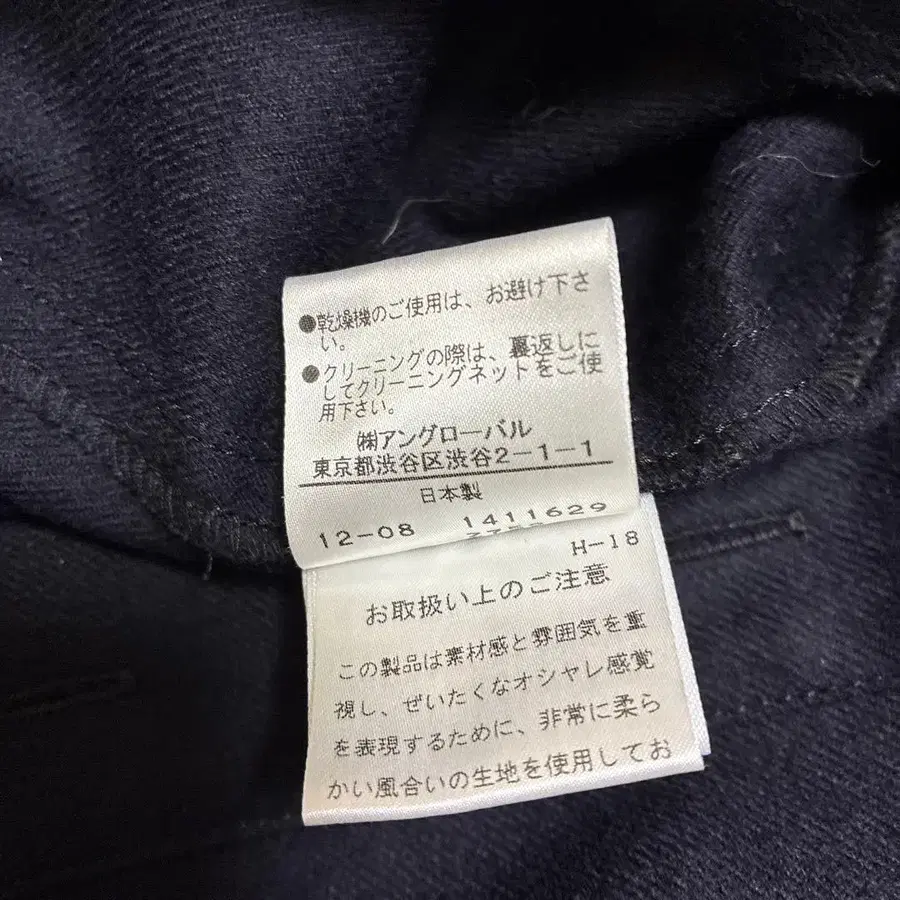 ●乾燥機のご使用は、お避け下さ
い。
●クリーニングの際は、裏返しに
してクリーニングネットをご使
用下さい。
㈱アングローバル
東京都渋谷区渋谷2-1-1
日本製
12-08 1411629
H-18
お取扱い上のご注意
この製品は素材感と雰囲気を重
視し、ぜいたくなオシャレ感覚
を表現するために、非常に柔ら
かい風合いの生地を使用してお